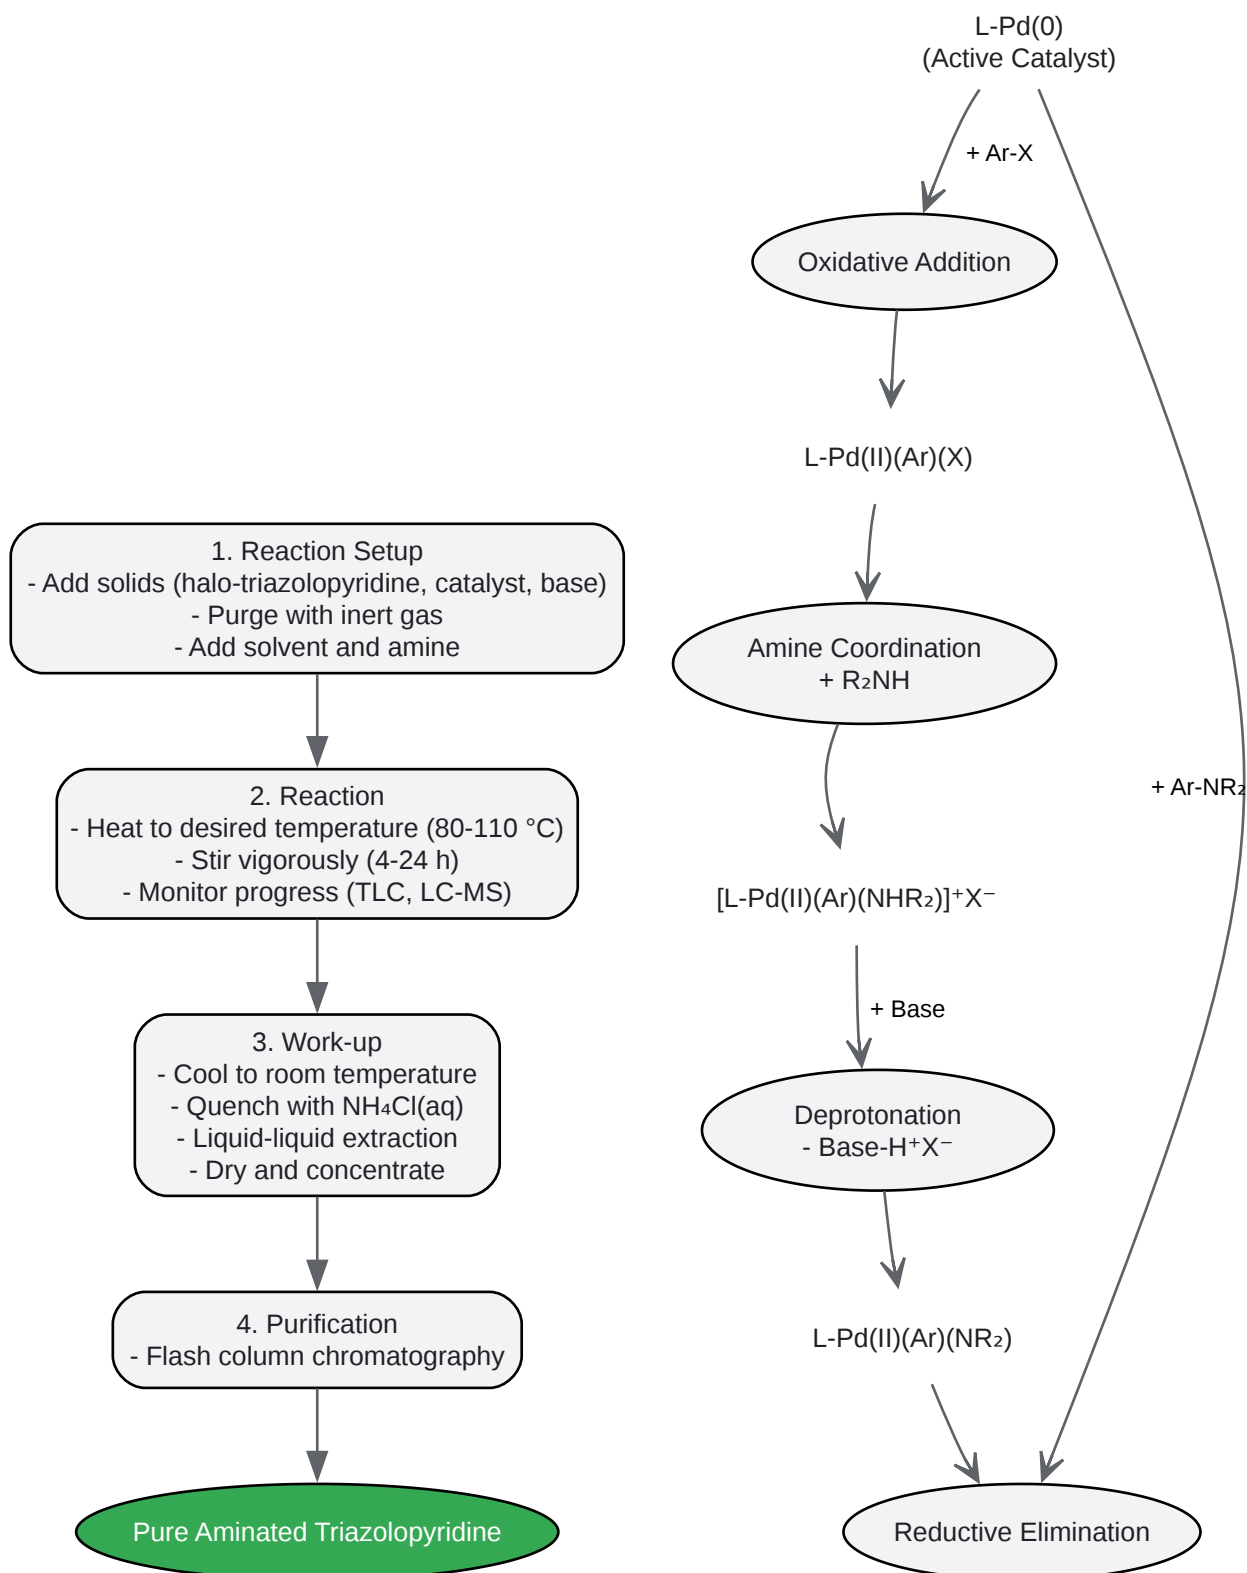 1. Reaction Setup
- Add solids (halo-triazolopyridine, catalyst, base)
- Purge with inert gas
- Add solvent and amine
2. Reaction
- Heat to desired temperature (80-110 °C)
- Stir vigorously (4-24 h)
- Monitor progress (TLC, LC-MS)
3. Work-up
- Cool to room temperature
- Quench with NH₄Cl(aq)
- Liquid-liquid extraction
- Dry and concentrate
4. Purification
- Flash column chromatography
Pure Aminated Triazolopyridine
L-Pd(0)
(Active Catalyst)
+ Ar-X
Oxidative Addition
L-Pd(II)(Ar)(X)
Amine Coordination
+ R₂NH
+ Ar-NR₂
[L-Pd(II)(Ar)(NHR₂)]⁺X⁻
+ Base
Deprotonation
- Base-H⁺X⁻
L-Pd(II)(Ar)(NR₂)
Reductive Elimination